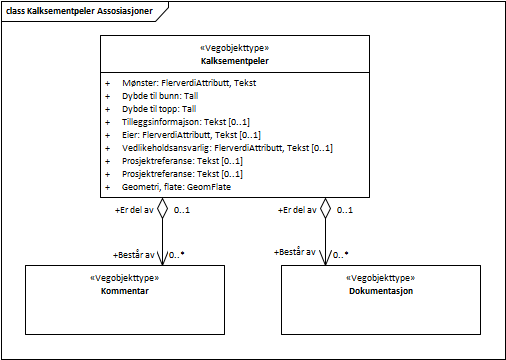 class Kalksementpeler Assosiasjoner
«Vegobjekttype»
Kalksementpeler
+ Mønster: FlerverdiAttributt, Tekst
+ Dybde til bunn: Tall
+ Dybde til topp: Tall
+ Tilleggsinformasjon: Tekst [0..1]
+ Eier: FlerverdiAttributt, Tekst [0..1]
+ Vedlikeholdsansvarlig: FlerverdiAttributt, Tekst [0..1]
+ Prosjektreferanse: Tekst [0..1]
+ Prosjektreferanse: Tekst [0..1]
+ Geometri, flate: GeomFlate
+Er del av 0..1 +Er del av 0..1
+Består av 0..* +Består av 0..*
«Vegobjekttype»
Kommentar
«Vegobjekttype»
Dokumentasjon